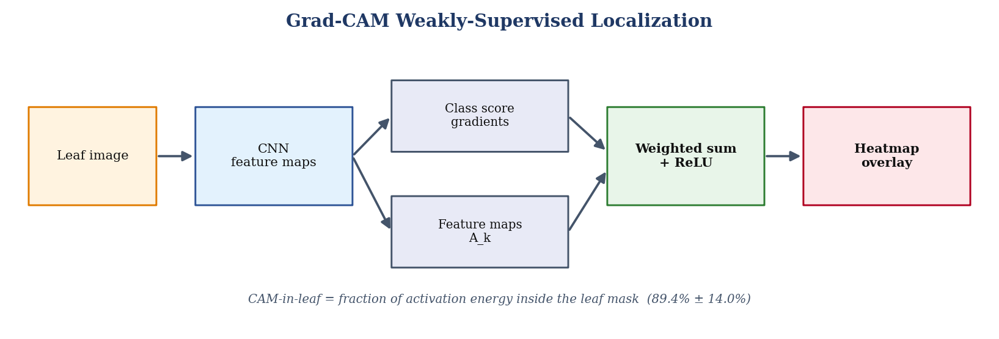 Grad-CAM Weakly-Supervised Localization
Leaf image
CNN
feature maps
Class score
gradients
Feature maps
A_k
Weighted sum
+ ReLU
Heatmap
overlay
CAM-in-leaf = fraction of activation energy inside the leaf mask  (89.4% ± 14.0%)